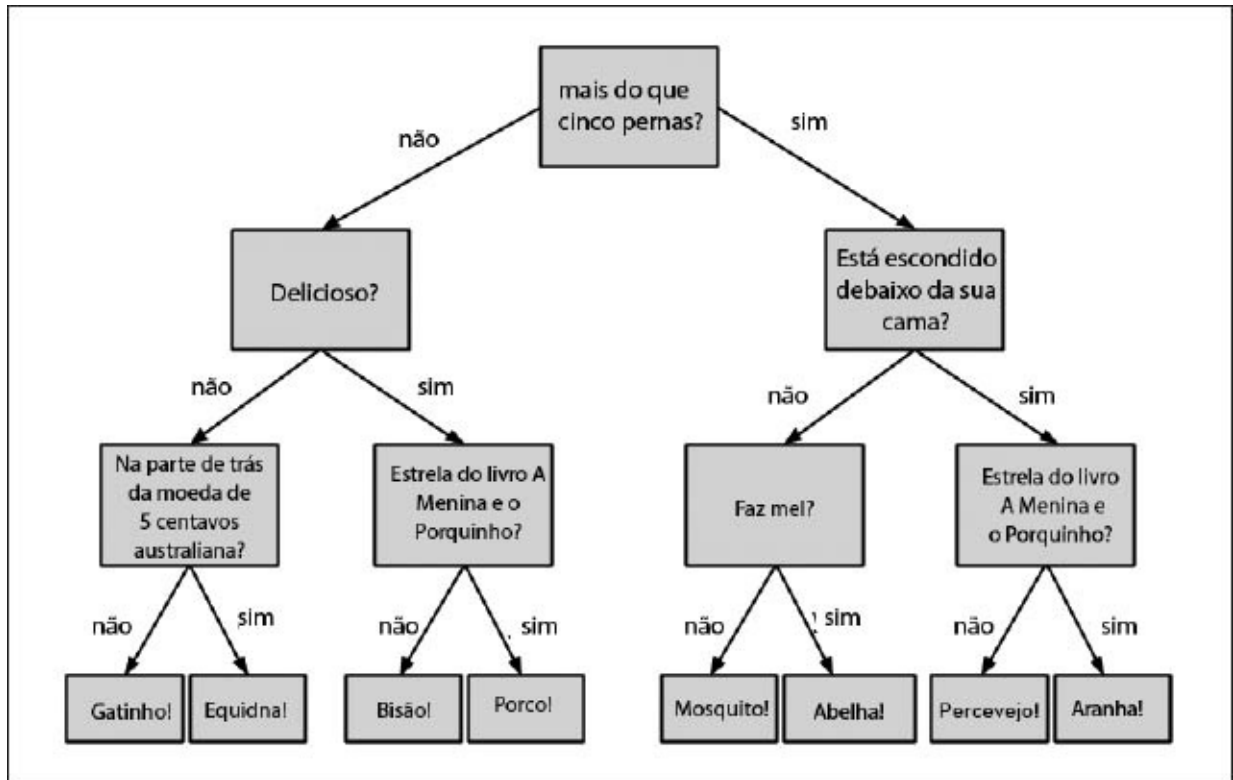 mais do que
cinco pernas?
não
sim
Delicioso?
Está escondido
debaixo da sua
cama?
não
sim
não
sim
Na parte de trás
da moeda de
5 centavos
australiana?
Estrela do livro A
Menina e o
Porquinho?
Faz mel?
Estrela do livro
A Menina e
o Porquinho?
não
sim
não
sim
não
sim
não
sim
Gatinho!
Equidna!
Bisão!
Porco!
Mosquito!
Abelha!
Percevejo!
Aranha!